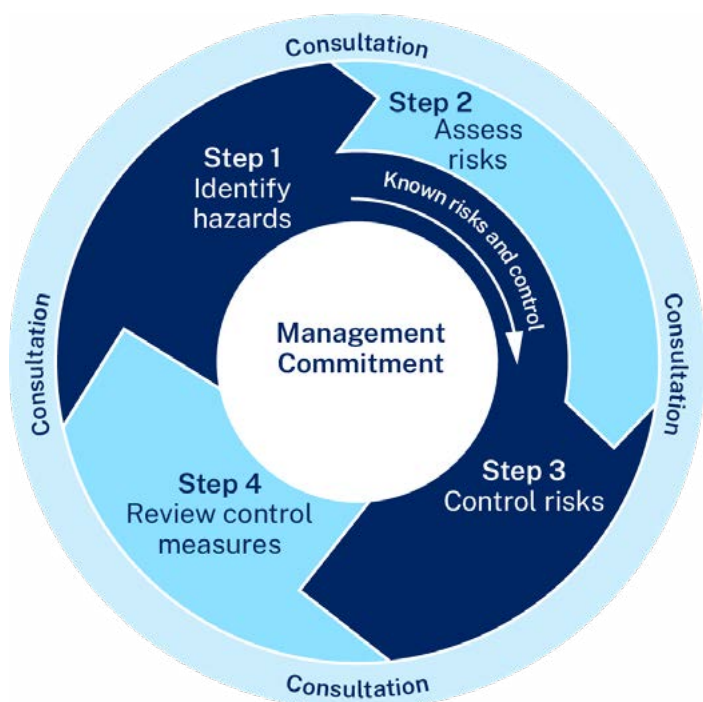 Consultation
Step 1
Identify
hazards
Step 2
Assess
risks
Known risks and control
Management
Commitment
Consultation
Consultation
Step 3
Control risks
Step 4
Review control
measures
Consultation